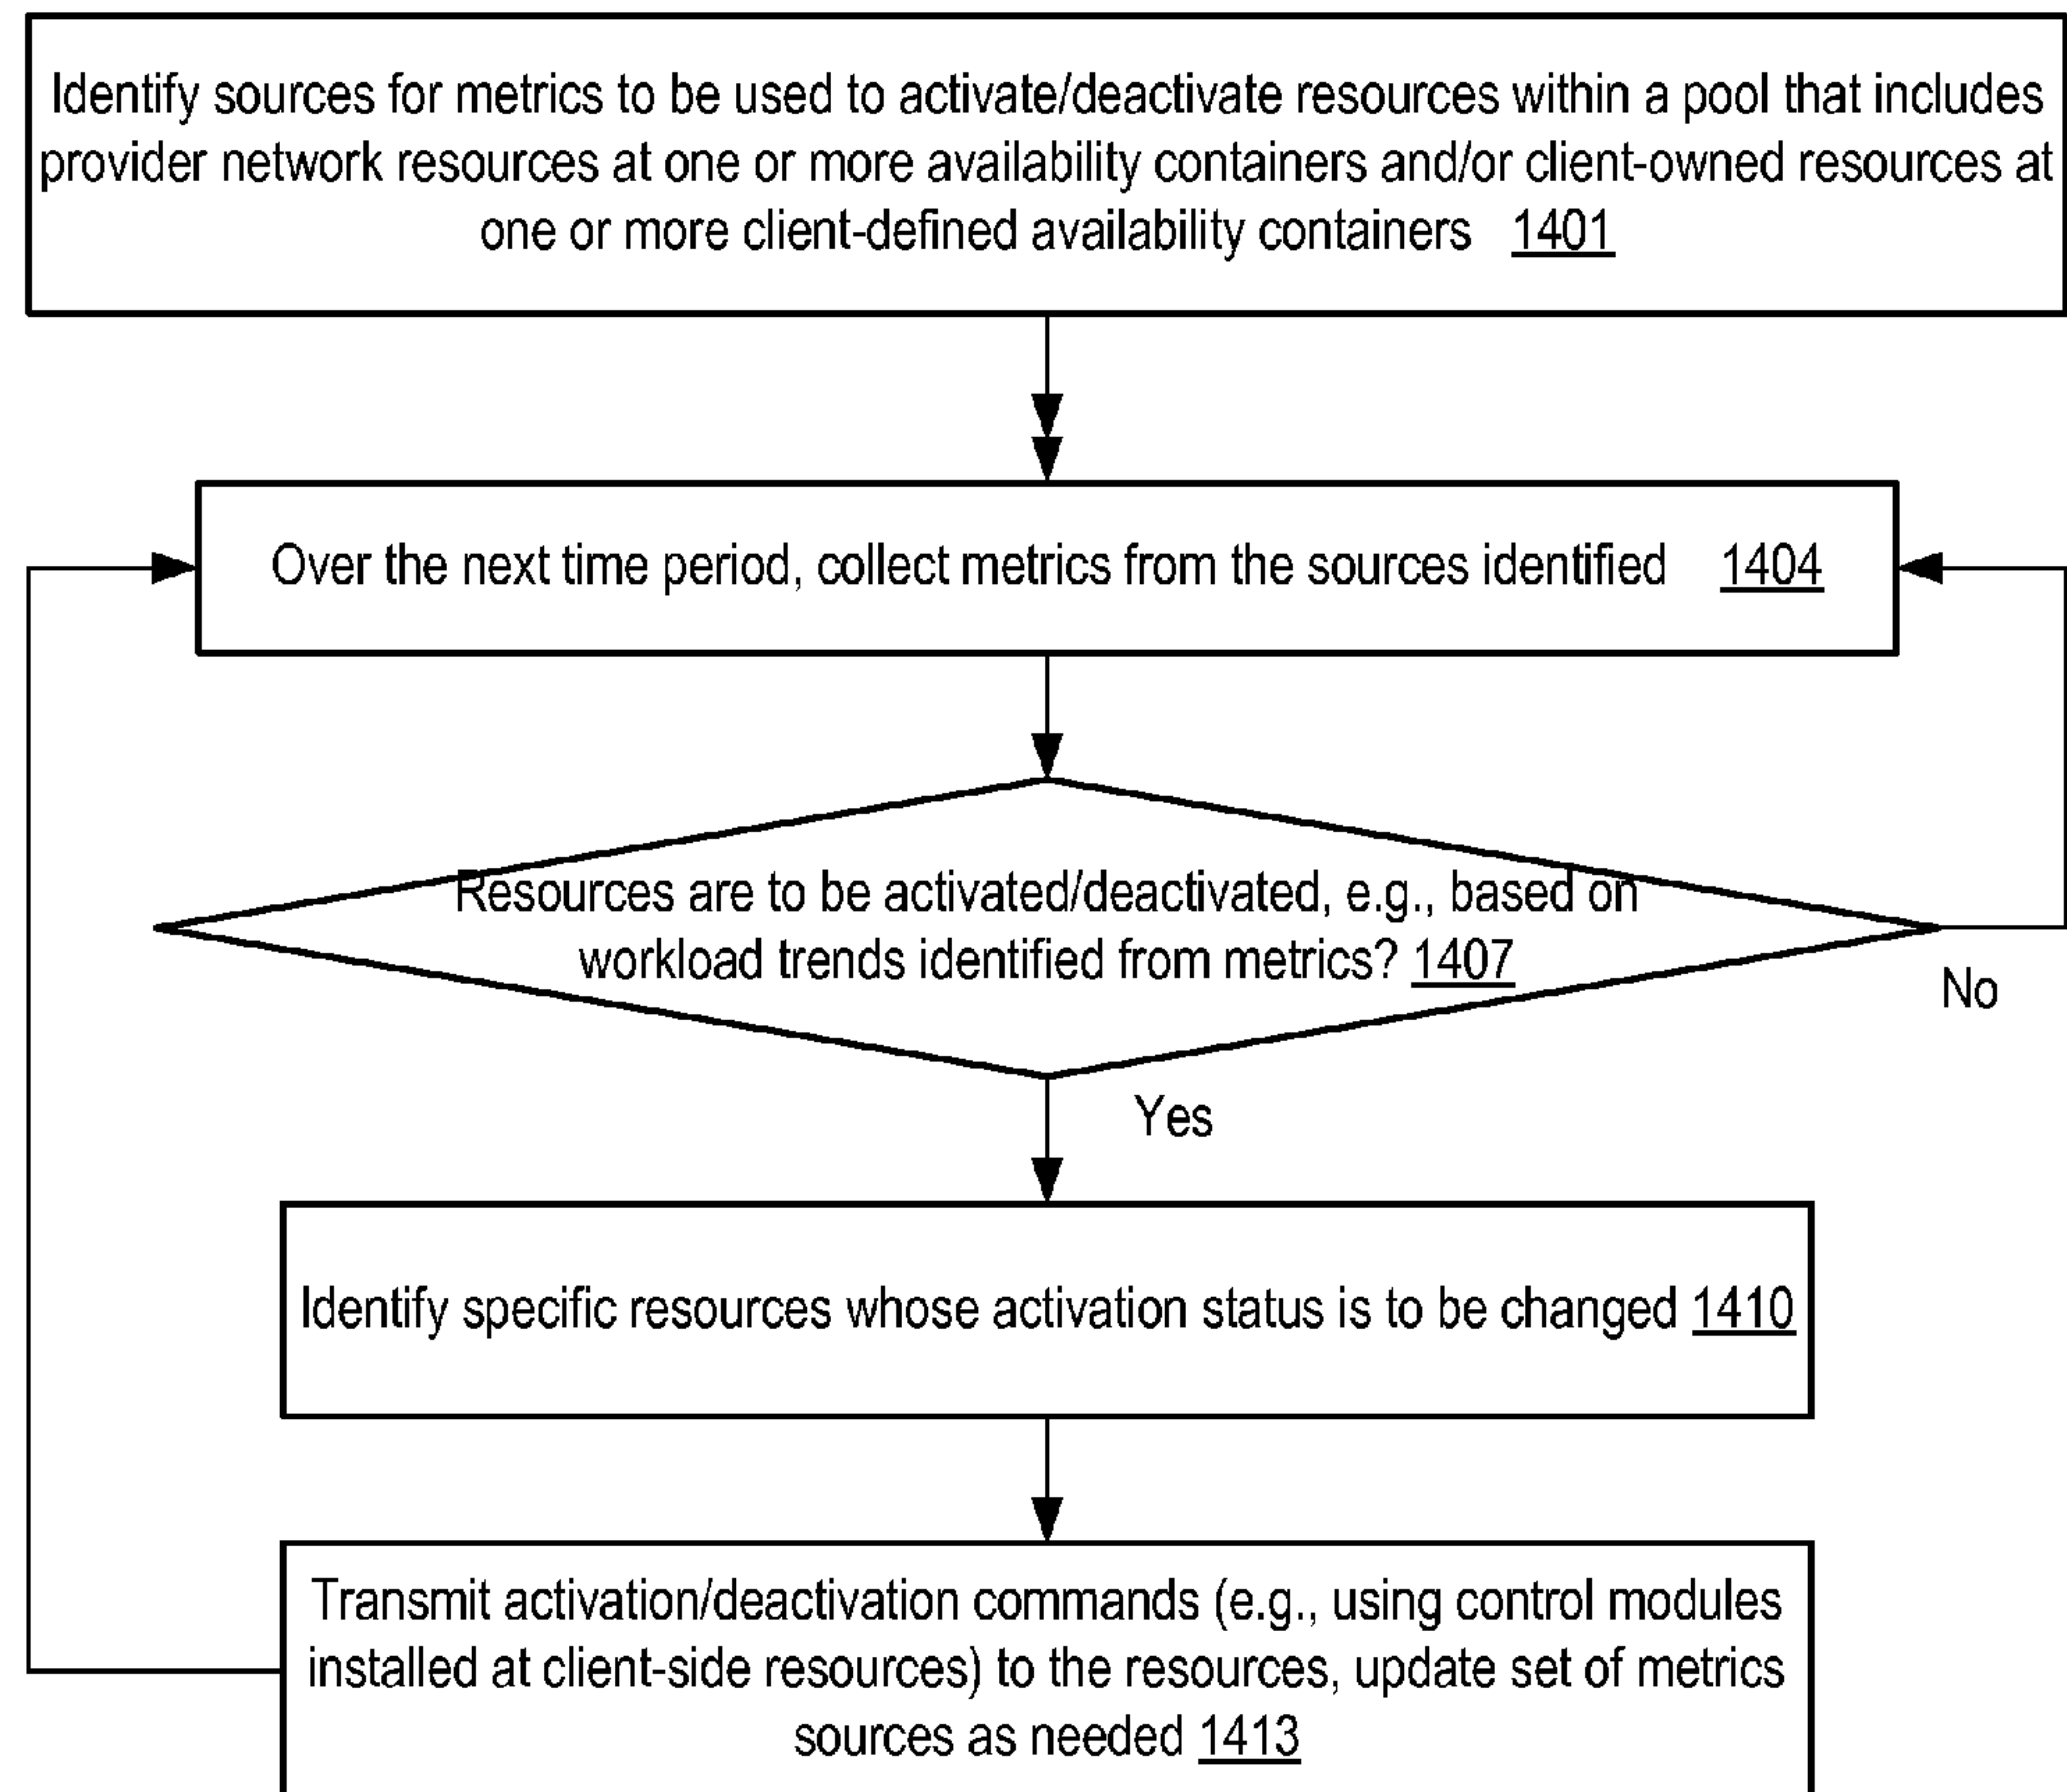 Identify sources for metrics to be used to activate/deactivate resources within a pool that includes
provider network resources at one or more availability containers and/or client-owned resources at
one or more client-defined availability containers 1401
Over the next time period, collect metrics from the sources identified 1404
Resources are to be activated/deactivated, e.g., based on
workload trends identified from metrics? 1407
No
Yes
Identify specific resources whose activation status is to be changed 1410
Transmit activation/deactivation commands (e.g., using control modules
installed at client-side resources) to the resources, update set of metrics
sources as needed 1413